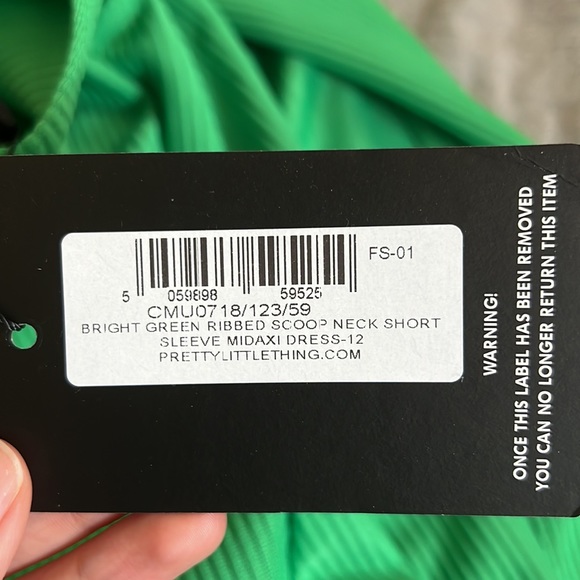 FS-01
5 059898 59525
CMU0718/123/59
BRIGHT GREEN RIBBED SCOOP NECK SHORT
SLEEVE MIDAXI DRESS-12
PRETTYLITTLETHING.COM
WARNING!
ONCE THIS LABEL HAS BEEN REMOVED
YOU CAN NO LONGER RETURN THIS ITEM